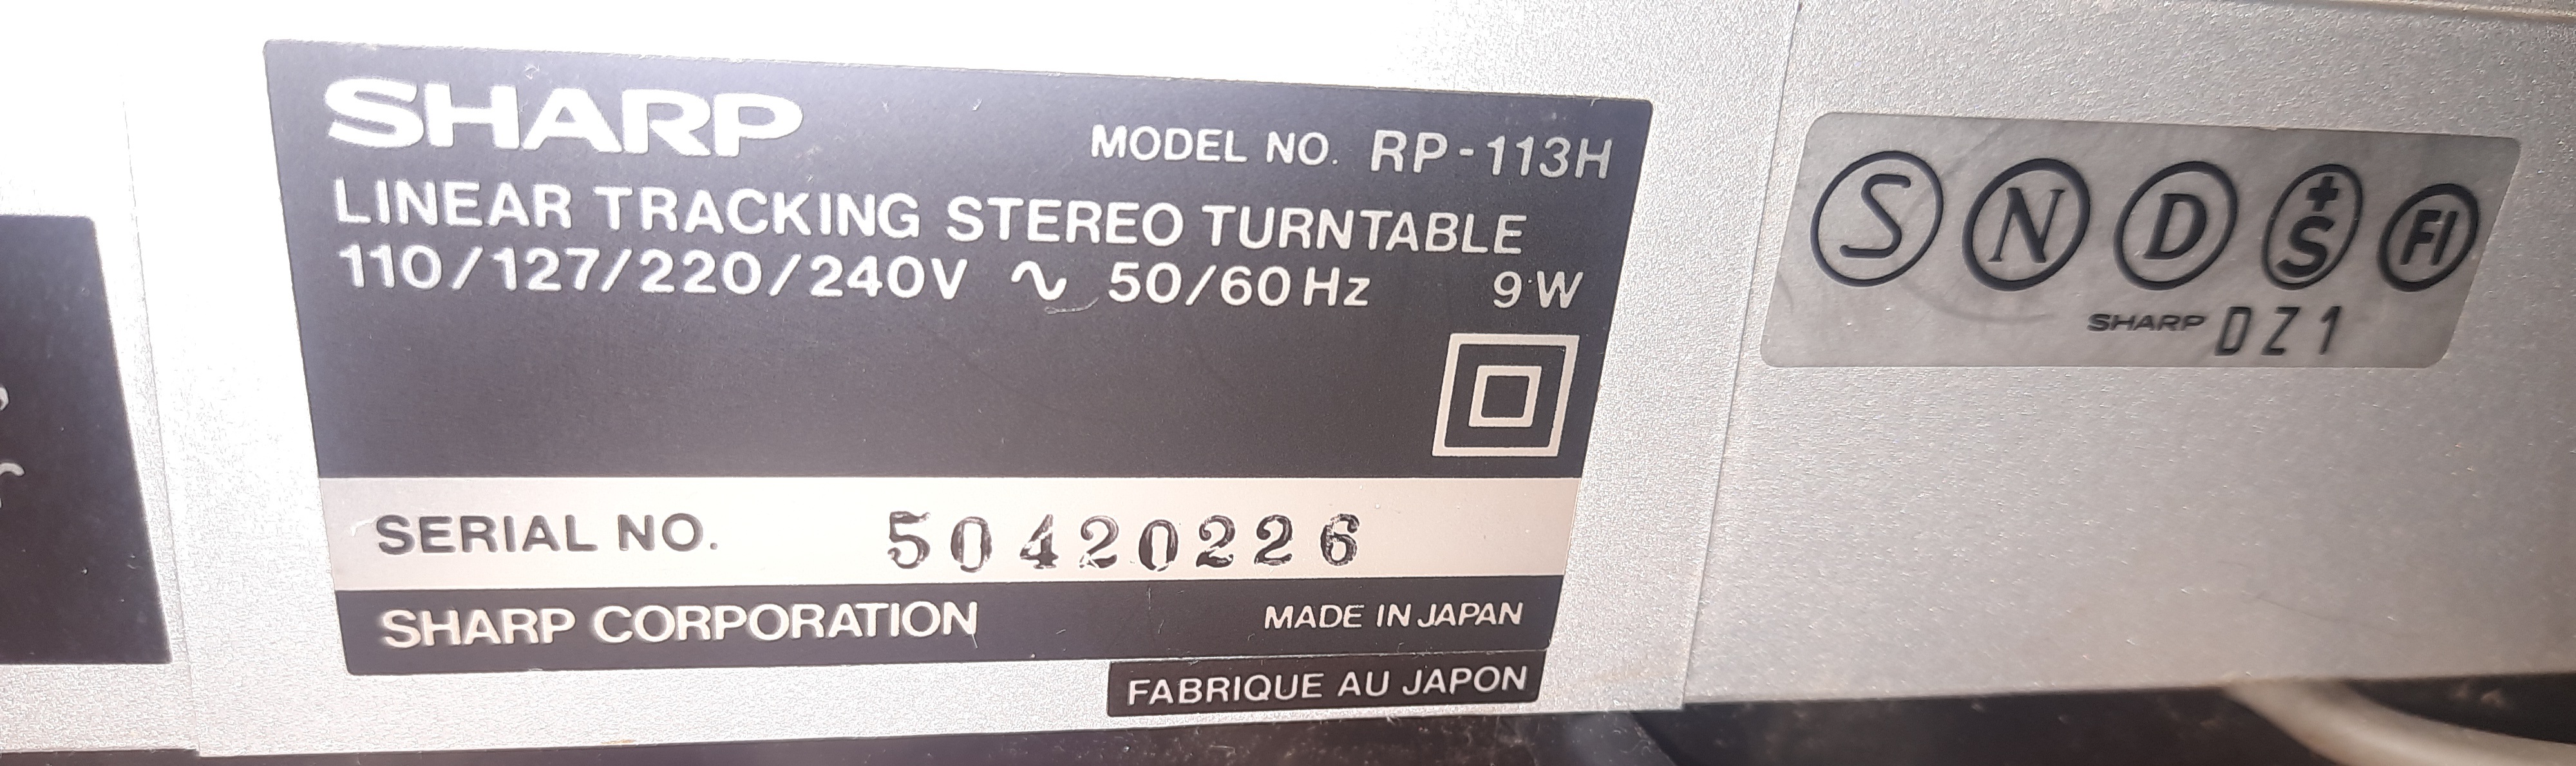 SHARP
MODEL NO. RP-113H
LINEAR TRACKING STEREO TURNTABLE
110/127/220/240V ∿ 50/60Hz 9W
SERIAL NO. 50420226
SHARP CORPORATION MADE IN JAPAN
FABRIQUE AU JAPON
S N D +S FI
SHARP DZ1